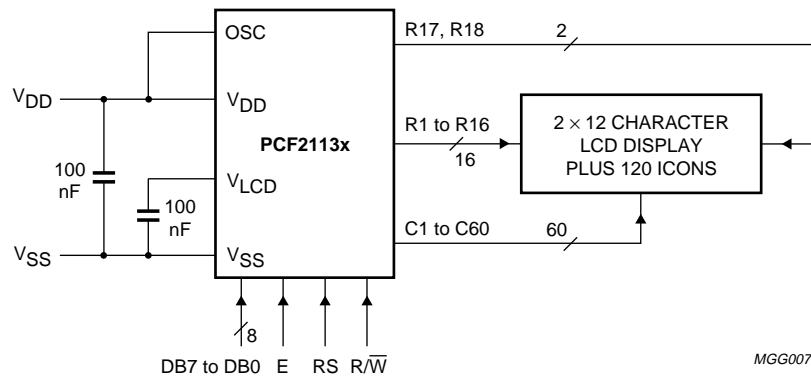 OSC
R17, R18
2
VDD
VDD
PCF2113x
R1 to R16
16
2 × 12 CHARACTER
LCD DISPLAY
PLUS 120 ICONS
100
nF
VLCD
100
nF
C1 to C60
60
VSS
VSS
8
DB7 to DB0
E
RS
R/W̅
MGG007